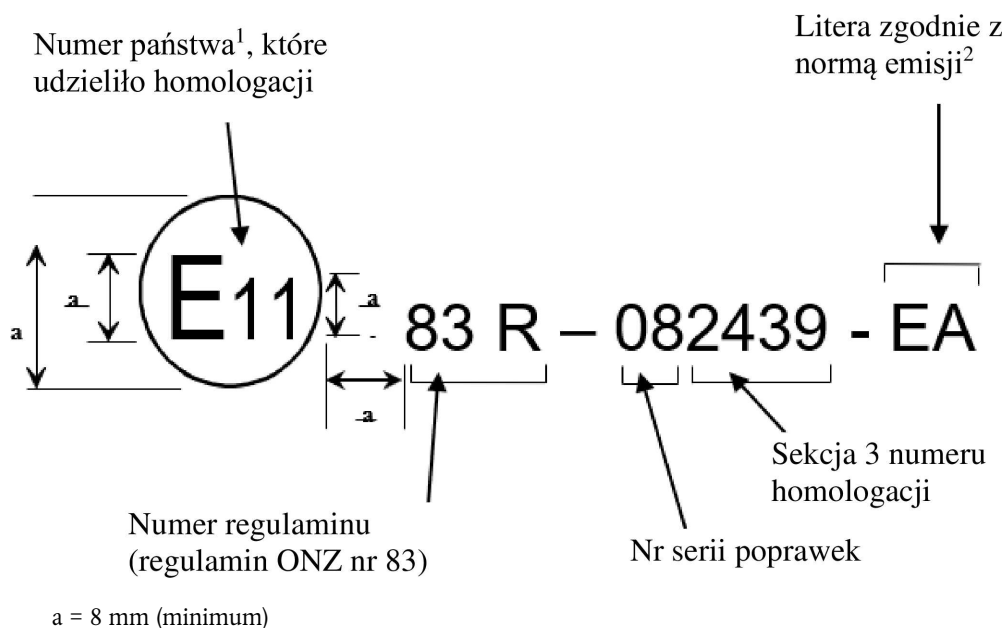 Numer państwa¹, które
udzieliło homologacji
Litera zgodnie z
normą emisji²
a
a
E11
a
83 R – 082439 - EA
a
Sekcja 3 numeru
homologacji
Numer regulaminu
(regulamin ONZ nr 83)
Nr serii poprawek
a = 8 mm (minimum)